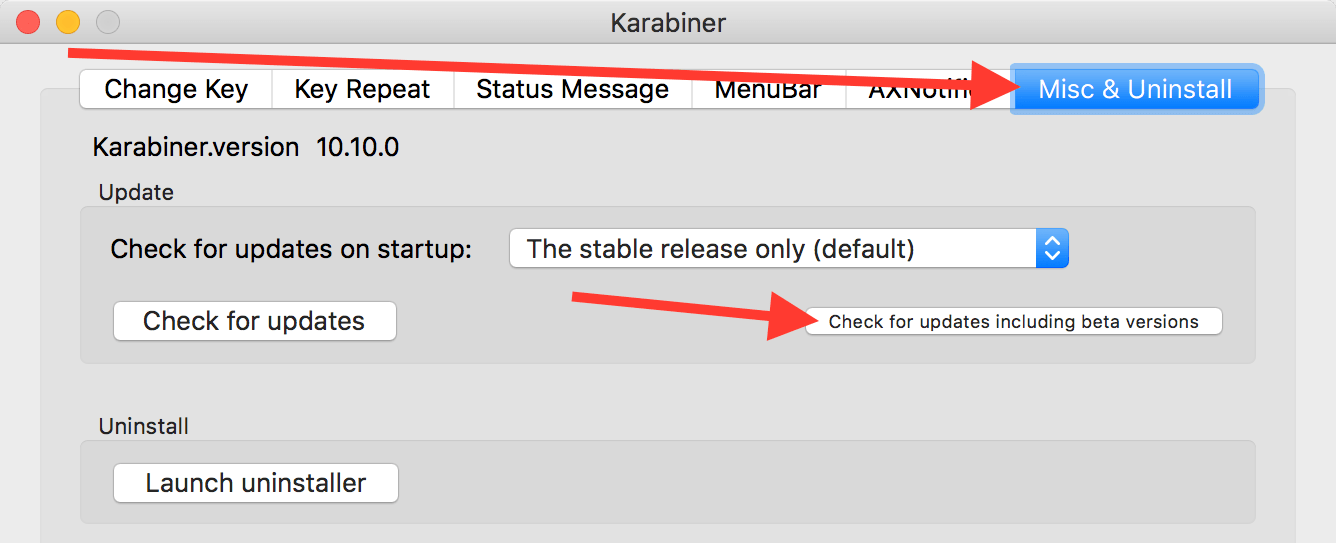 Karabiner
Change Key Key Repeat Status Message MenuBar Misc & Uninstall
Karabiner.version 10.10.0
Update
Check for updates on startup: The stable release only (default)
Check for updates Check for updates including beta versions
Uninstall
Launch uninstaller